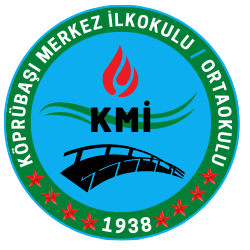 KÖPRÜBAŞI MERKEZ İLKOKULU / ORTAOKULU
KMİ
1938